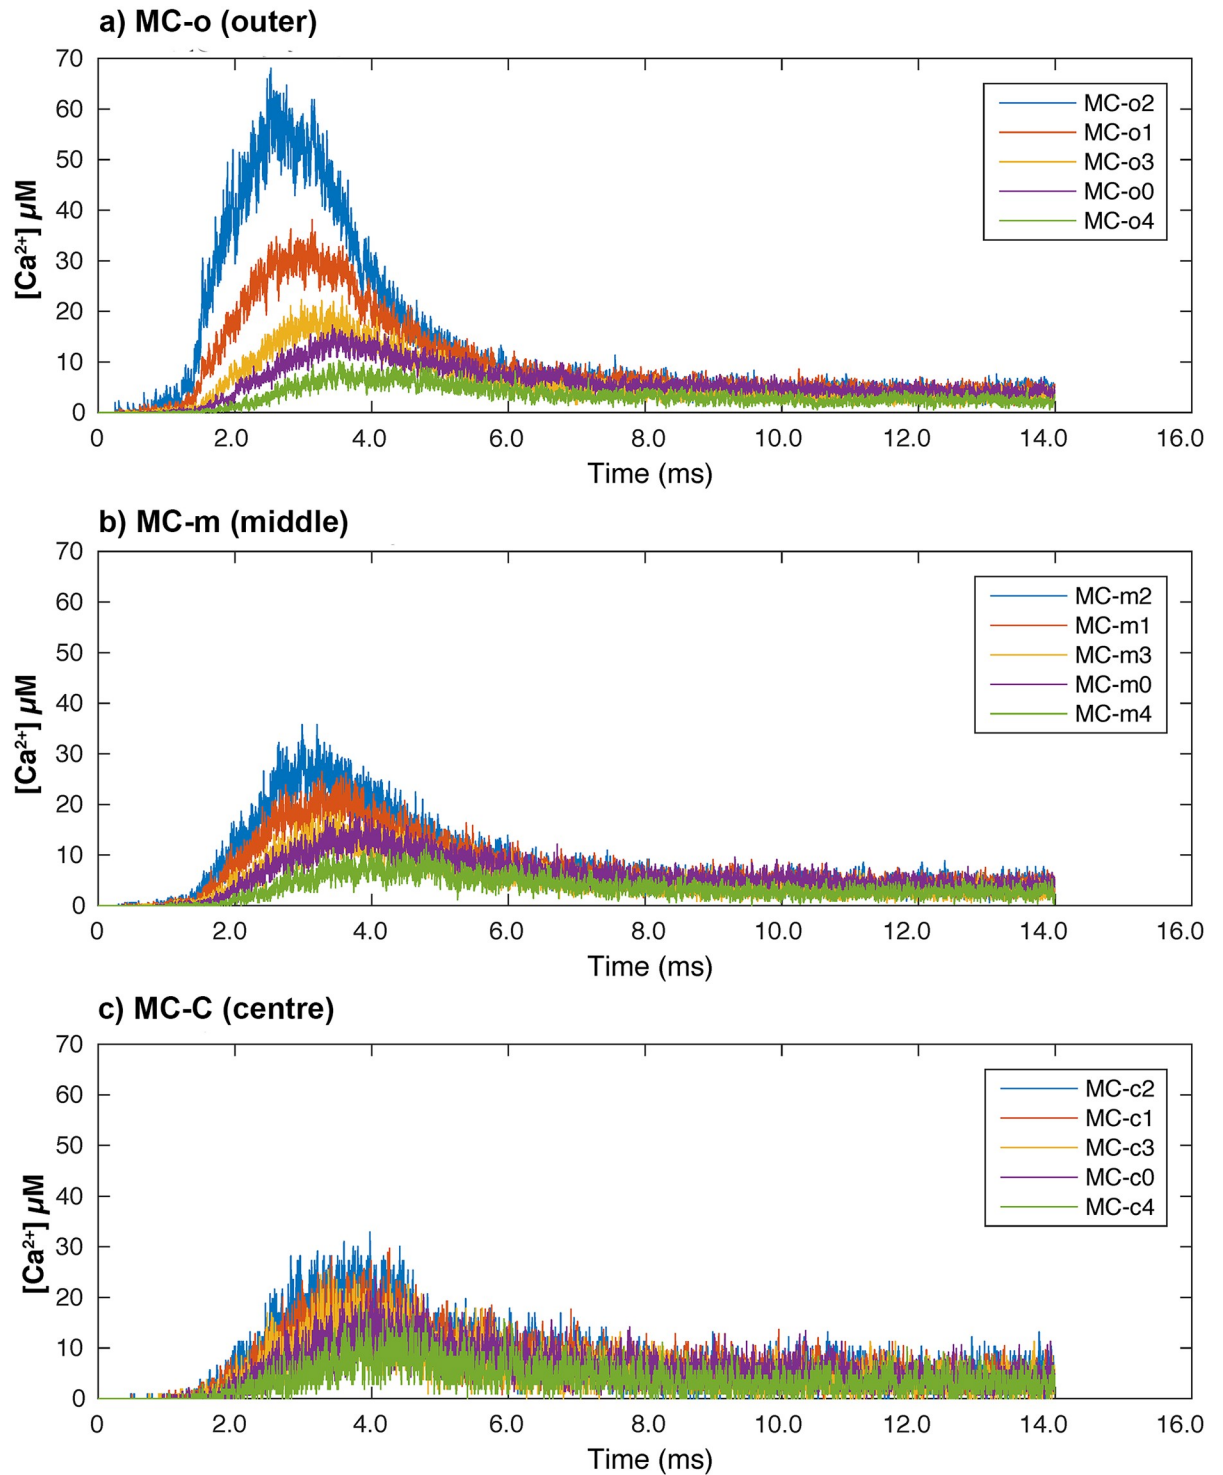 a) MC-o (outer)
70
60
50
40
30
20
10
0
[Ca²⁺] µM
0 2.0 4.0 6.0 8.0 10.0 12.0 14.0 16.0
Time (ms)
MC-o2
MC-o1
MC-o3
MC-o0
MC-o4
b) MC-m (middle)
70
60
50
40
30
20
10
0
[Ca²⁺] µM
0 2.0 4.0 6.0 8.0 10.0 12.0 14.0 16.0
Time (ms)
MC-m2
MC-m1
MC-m3
MC-m0
MC-m4
c) MC-C (centre)
70
60
50
40
30
20
10
0
[Ca²⁺] µM
0 2.0 4.0 6.0 8.0 10.0 12.0 14.0 16.0
Time (ms)
MC-c2
MC-c1
MC-c3
MC-c0
MC-c4